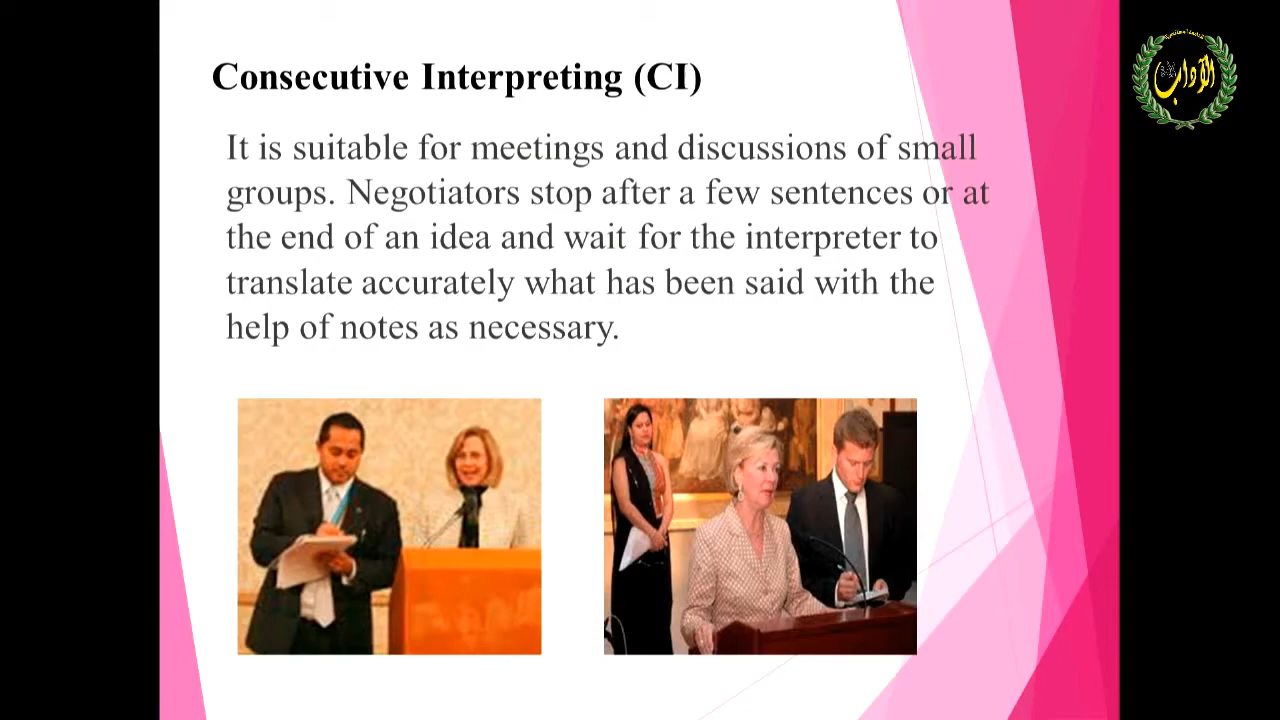 Consecutive Interpreting (CI)
It is suitable for meetings and discussions of small
groups. Negotiators stop after a few sentences or at
the end of an idea and wait for the interpreter to
translate accurately what has been said with the
help of notes as necessary.
الآداب